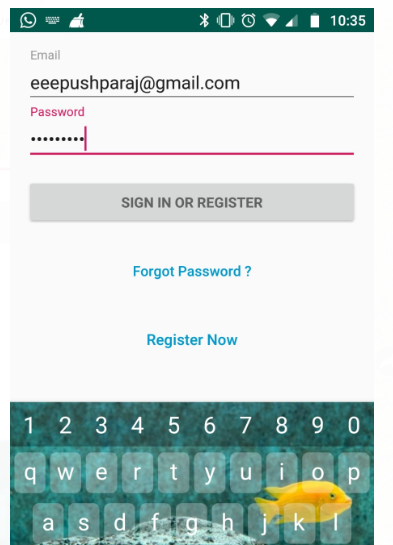 10:35
Email
eeepushparaj@gmail.com
Password
•••••••••
SIGN IN OR REGISTER
Forgot Password ?
Register Now
1 2 3 4 5 6 7 8 9 0
q w e r t y u i o p
a s d f g h j k l